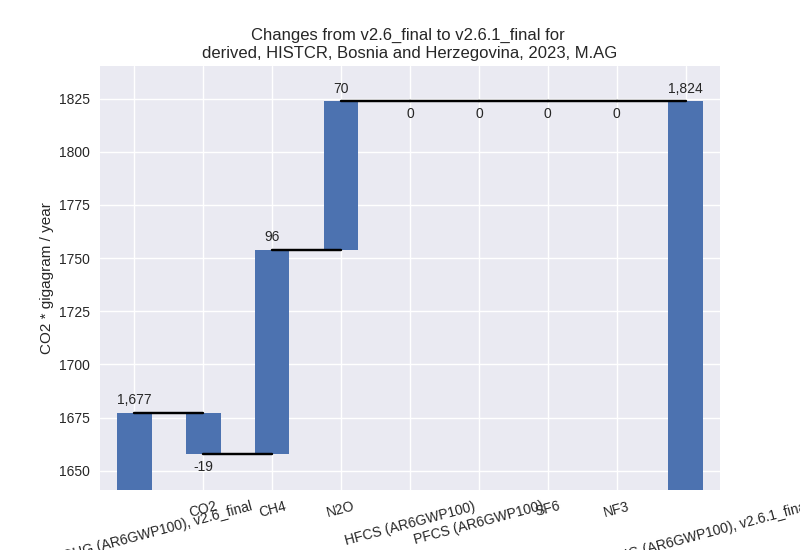 Changes from v2.6_final to v2.6.1_final for
derived, HISTCR, Bosnia and Herzegovina, 2023, M.AG
CO2 * gigagram / year
1825
1800
1775
1750
1725
1700
1675
1650
1,677
-19
96
70
0
0
0
0
1,824
(AR6GWP100), v2.6_final
CO2
CH4
N2O
HFCS (AR6GWP100)
PFCS (AR6GWP100)
SF6
NF3
(AR6GWP100), v2.6.1_fina